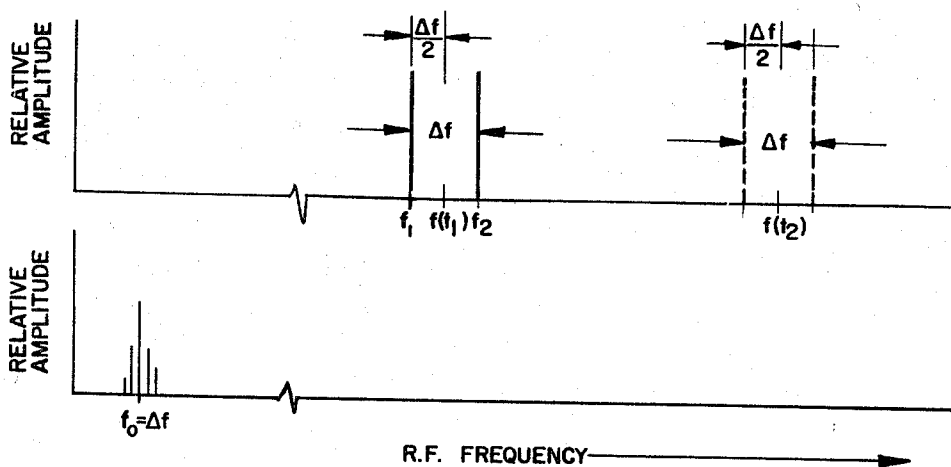 RELATIVE
AMPLITUDE
Δf
2
Δf
2
Δf
Δf
f₁ f(t₁) f₂
f(t₂)
RELATIVE
AMPLITUDE
f₀=Δf
R.F. FREQUENCY